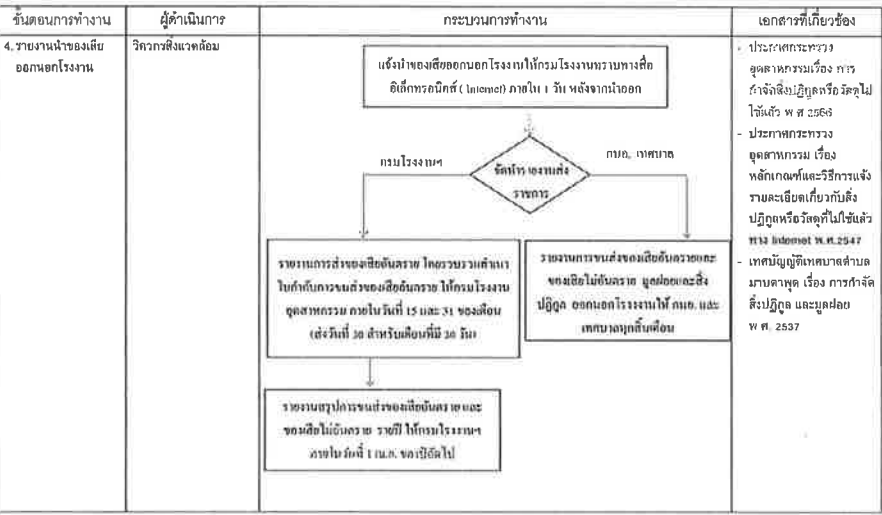 ขั้นตอนการทำงาน
ผู้ดำเนินการ
กระบวนการทำงาน
เอกสารที่เกี่ยวข้อง
4. รายงานนำของเสีย
ออกนอกโรงงาน
วิศวกรสิ่งแวดล้อม
แจ้งนำของเสียออกนอกโรงงานให้กรมโรงงานทราบทางสื่อ
อิเล็กทรอนิคส์ ( Internet) ภายใน 1 วัน หลังจากนำออก
กรมโรงงานฯ
กนอ, เทศบาล
จัดทำรายงานส่ง
ราชการ
รายงานการส่งของเสียอันตราย โดยรวบรวมสำเนา
ใบกำกับการขนส่งของเสียอันตราย ให้กรมโรงงาน
อุตสาหกรรม ภายในวันที่ 15 และ 31 ของเดือน
(ส่งวันที่ 30 สำหรับเดือนที่มี 30 วัน)
รายงานการขนส่งของเสียอันตรายและ
ของเสียไม่อันตราย มูลฝอยและสิ่ง
ปฏิกูล ออกนอกโรงงานให้ กนอ. และ
เทศบาลทุกสิ้นเดือน
รายงานสรุปการขนส่งของเสียอันตรายและ
ของเสียไม่อันตราย รายปี ให้กรมโรงงานฯ
ภายในวันที่ 1 เม.ย. ของปีถัดไป
- ประกาศกระทรวง
อุตสาหกรรมเรื่อง การ
กำจัดสิ่งปฏิกูลหรือวัสดุไม่
ใช้แล้ว พ ศ 2566
- ประกาศกระทรวง
อุตสาหกรรม เรื่อง
หลักเกณฑ์และวิธีการแจ้ง
รายละเอียดเกี่ยวกับสิ่ง
ปฏิกูลหรือวัสดุที่ไม่ใช้แล้ว
ทาง Internet พ.ศ.2547
- เทศบัญญัติเทศบาลตำบล
มาบตาพุด เรื่อง การกำจัด
สิ่งปฏิกูล และมูลฝอย
พ ศ. 2537